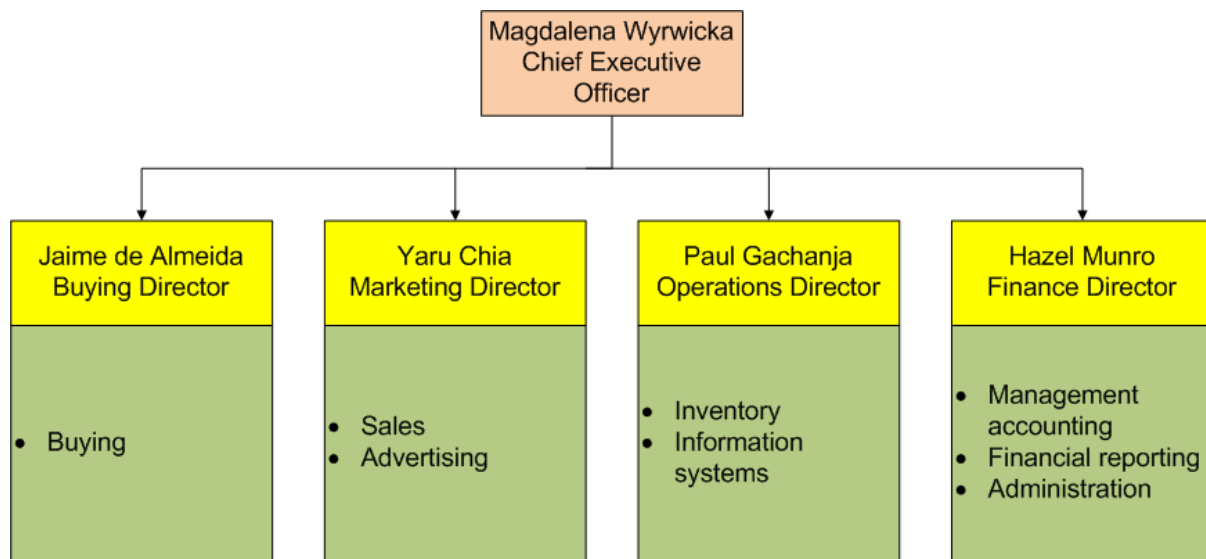 Magdalena Wyrwicka
Chief Executive
Officer
Jaime de Almeida
Buying Director
Yaru Chia
Marketing Director
Paul Gachanja
Operations Director
Hazel Munro
Finance Director
• Buying
• Sales
• Advertising
• Inventory
• Information
systems
• Management
accounting
• Financial reporting
• Administration